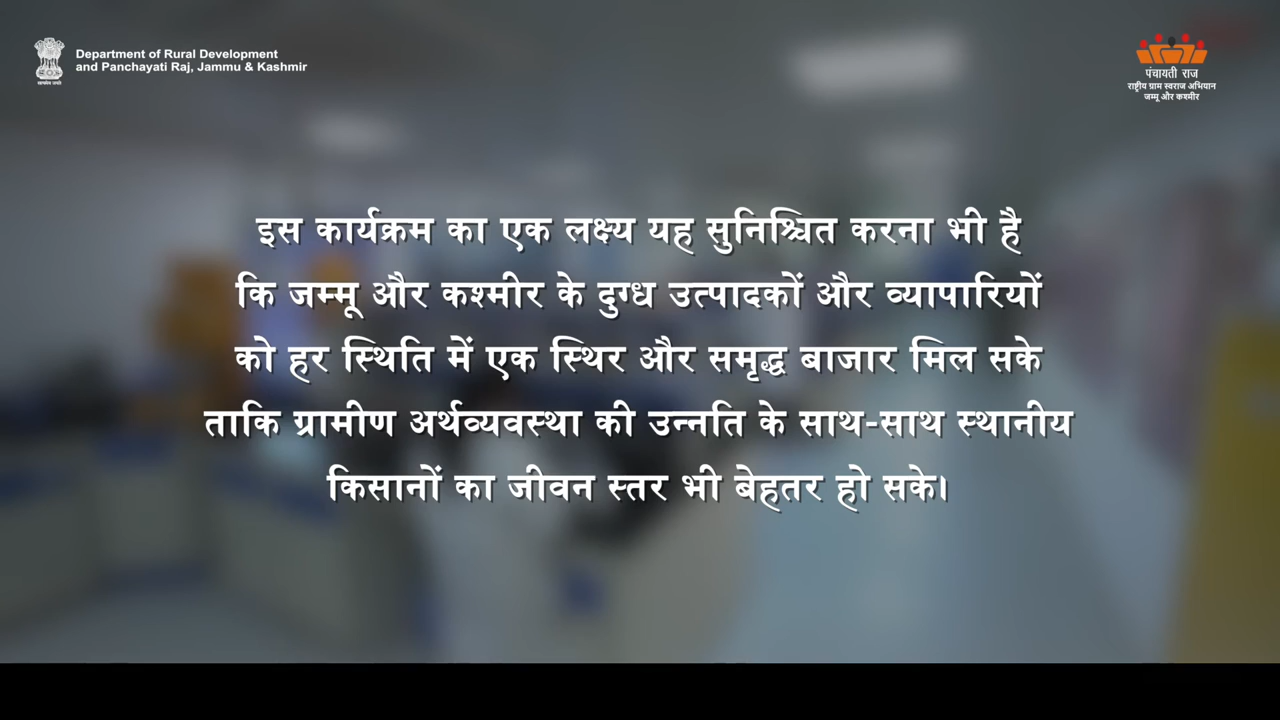 Department of Rural Development
and Panchayati Raj, Jammu & Kashmir
पंचायती राज
राष्ट्रीय ग्राम स्वराज अभियान
जम्मू और कश्मीर
इस कार्यक्रम का एक लक्ष्य यह सुनिश्चित करना भी है
कि जम्मू और कश्मीर के दुग्ध उत्पादकों और व्यापारियों
को हर स्थिति में एक स्थिर और समृद्ध बाजार मिल सके
ताकि ग्रामीण अर्थव्यवस्था की उन्नति के साथ-साथ स्थानीय
किसानों का जीवन स्तर भी बेहतर हो सके।